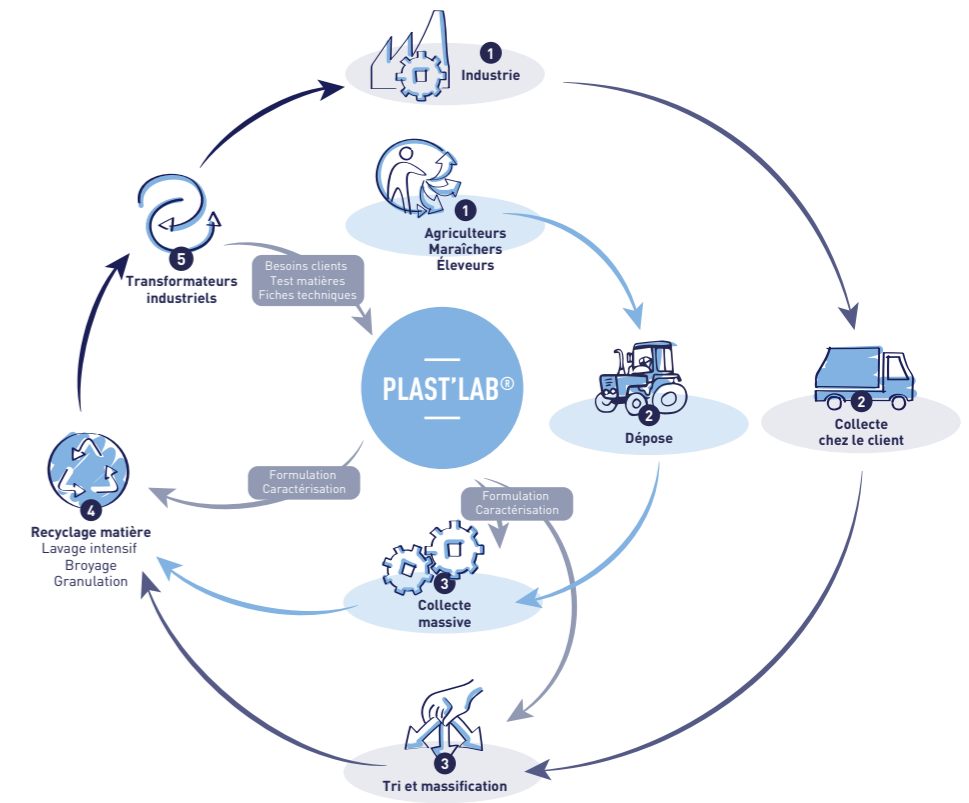 1
Industrie
1
Agriculteurs
Maraîchers
Éleveurs
5
Transformateurs
industriels
Besoins clients
Test matières
Fiches techniques
PLAST'LAB®
2
Dépose
2
Collecte
chez le client
Formulation
Caractérisation
Formulation
Caractérisation
4
Recyclage matière
Lavage intensif
Broyage
Granulation
3
Collecte
massive
3
Tri et massification